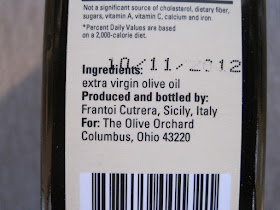 Not a significant source of cholesterol, dietary fiber,
sugars, vitamin A, vitamin C, calcium and iron.
*Percent Daily Values are based
on a 2,000-calorie diet.
10/11/2012
Ingredients:
extra virgin olive oil
Produced and bottled by:
Frantoi Cutrera, Sicily, Italy
For: The Olive Orchard
Columbus, Ohio 43220